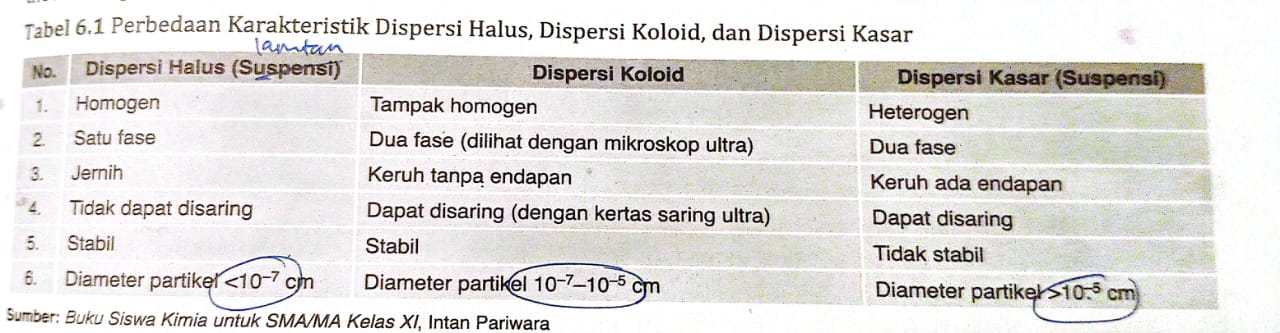 Tabel 6.1 Perbedaan Karakteristik Dispersi Halus, Dispersi Koloid, dan Dispersi Kasar
larutan
No. Dispersi Halus (Suspensi) Dispersi Koloid Dispersi Kasar (Suspensi)
1. Homogen Tampak homogen Heterogen
2. Satu fase Dua fase (dilihat dengan mikroskop ultra) Dua fase
3. Jernih Keruh tanpa endapan Keruh ada endapan
4. Tidak dapat disaring Dapat disaring (dengan kertas saring ultra) Dapat disaring
5. Stabil Stabil Tidak stabil
6. Diameter partikel <10⁻⁷ cm Diameter partikel 10⁻⁷–10⁻⁵ cm Diameter partikel >10⁻⁵ cm
Sumber: Buku Siswa Kimia untuk SMA/MA Kelas XI, Intan Pariwara